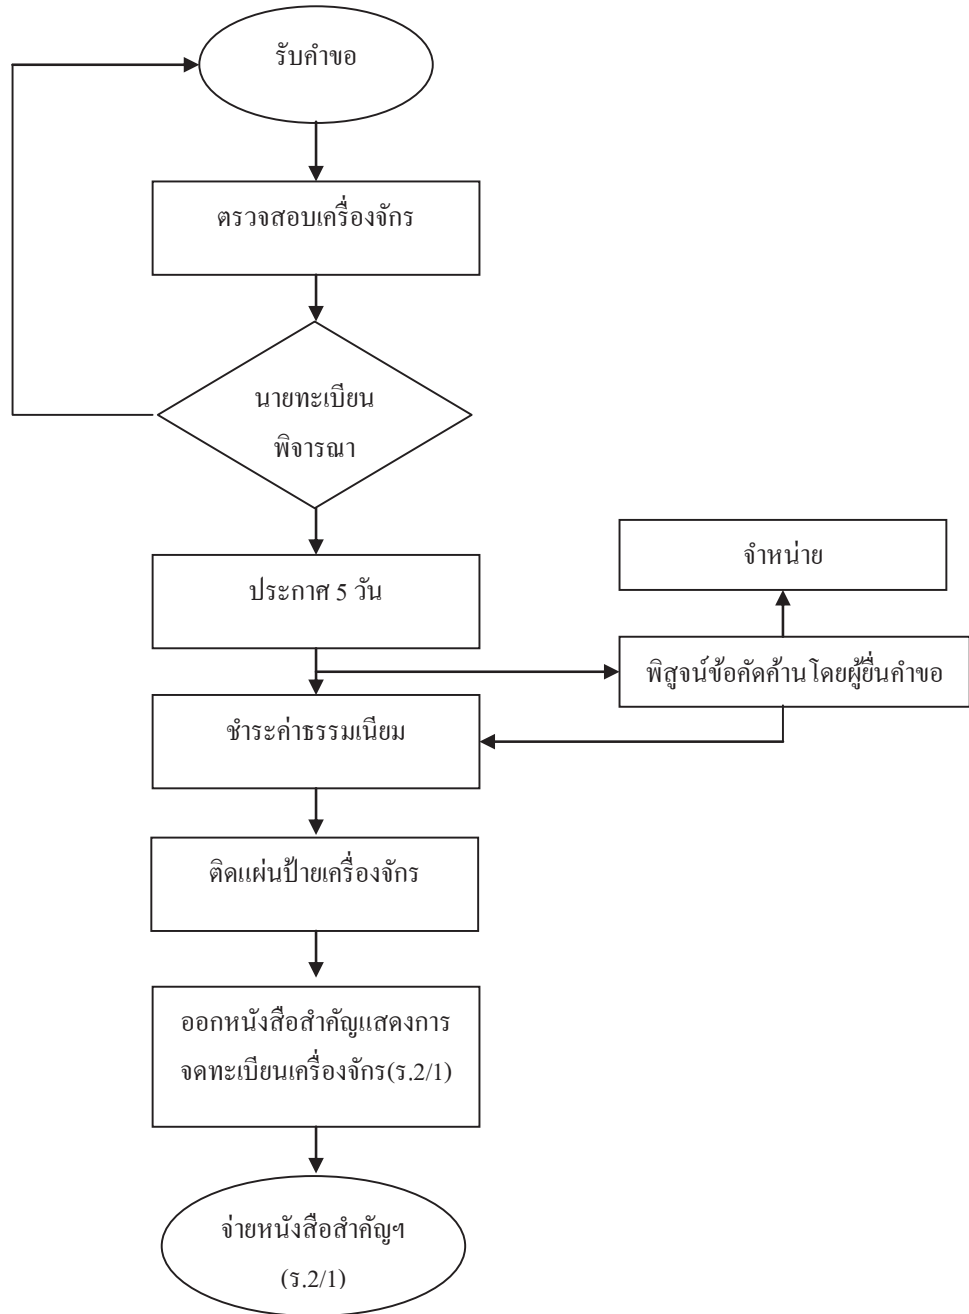 รับคำขอ
ตรวจสอบเครื่องจักร
นายทะเบียน
พิจารณา
ประกาศ 5 วัน
จำหน่าย
พิสูจน์ข้อคัดค้านโดยผู้ยื่นคำขอ
ชำระค่าธรรมเนียม
ติดแผ่นป้ายเครื่องจักร
ออกหนังสือสำคัญแสดงการ
จดทะเบียนเครื่องจักร(ร.2/1)
จ่ายหนังสือสำคัญฯ
(ร.2/1)